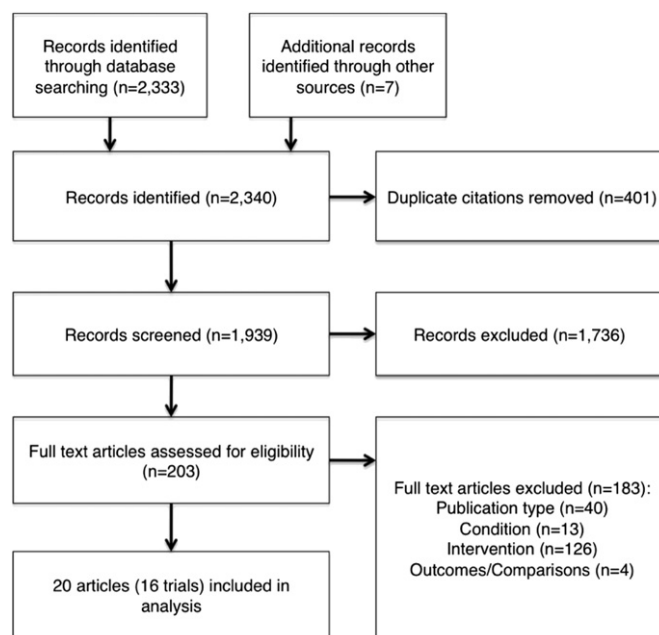 Records identified
through database
searching (n=2,333)
Additional records
identified through other
sources (n=7)
Records identified (n=2,340)
Duplicate citations removed (n=401)
Records screened (n=1,939)
Records excluded (n=1,736)
Full text articles assessed for eligibility
(n=203)
Full text articles excluded (n=183):
Publication type (n=40)
Condition (n=13)
Intervention (n=126)
Outcomes/Comparisons (n=4)
20 articles (16 trials) included in
analysis